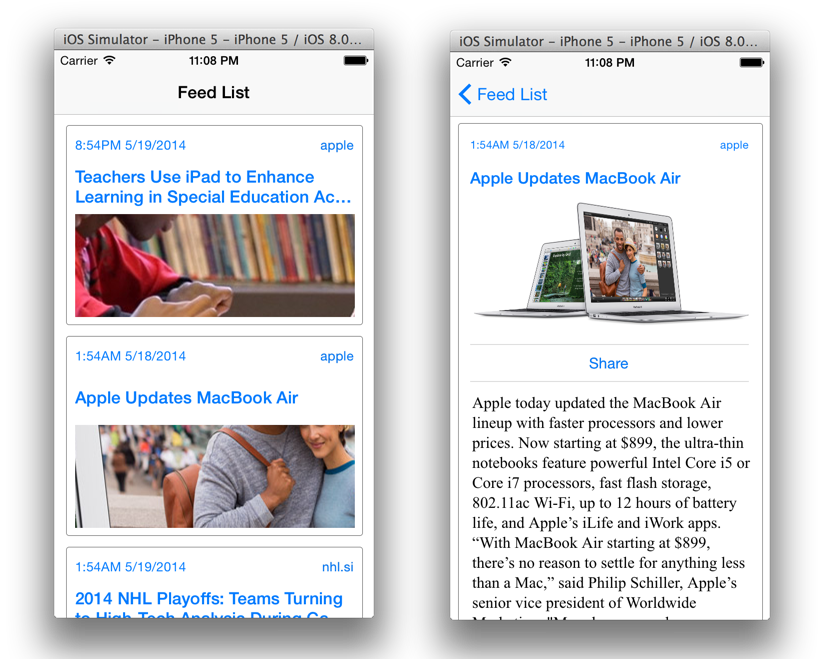 iOS Simulator – iPhone 5 – iPhone 5 / iOS 8.0...
Carrier 11:08 PM
Feed List
8:54PM 5/19/2014 apple
Teachers Use iPad to Enhance
Learning in Special Education Ac...
1:54AM 5/18/2014 apple
Apple Updates MacBook Air
1:54AM 5/19/2014 nhl.si
2014 NHL Playoffs: Teams Turning
to High-Tech Analysis During Ga...
iOS Simulator – iPhone 5 – iPhone 5 / iOS 8.0...
Carrier 11:08 PM
Feed List
1:54AM 5/18/2014 apple
Apple Updates MacBook Air
Share
Apple today updated the MacBook Air
lineup with faster processors and lower
prices. Now starting at $899, the ultra-thin
notebooks feature powerful Intel Core i5 or
Core i7 processors, fast flash storage,
802.11ac Wi-Fi, up to 12 hours of battery
life, and Apple’s iLife and iWork apps.
“With MacBook Air starting at $899,
there’s no reason to settle for anything less
than a Mac,” said Philip Schiller, Apple’s
senior vice president of Worldwide